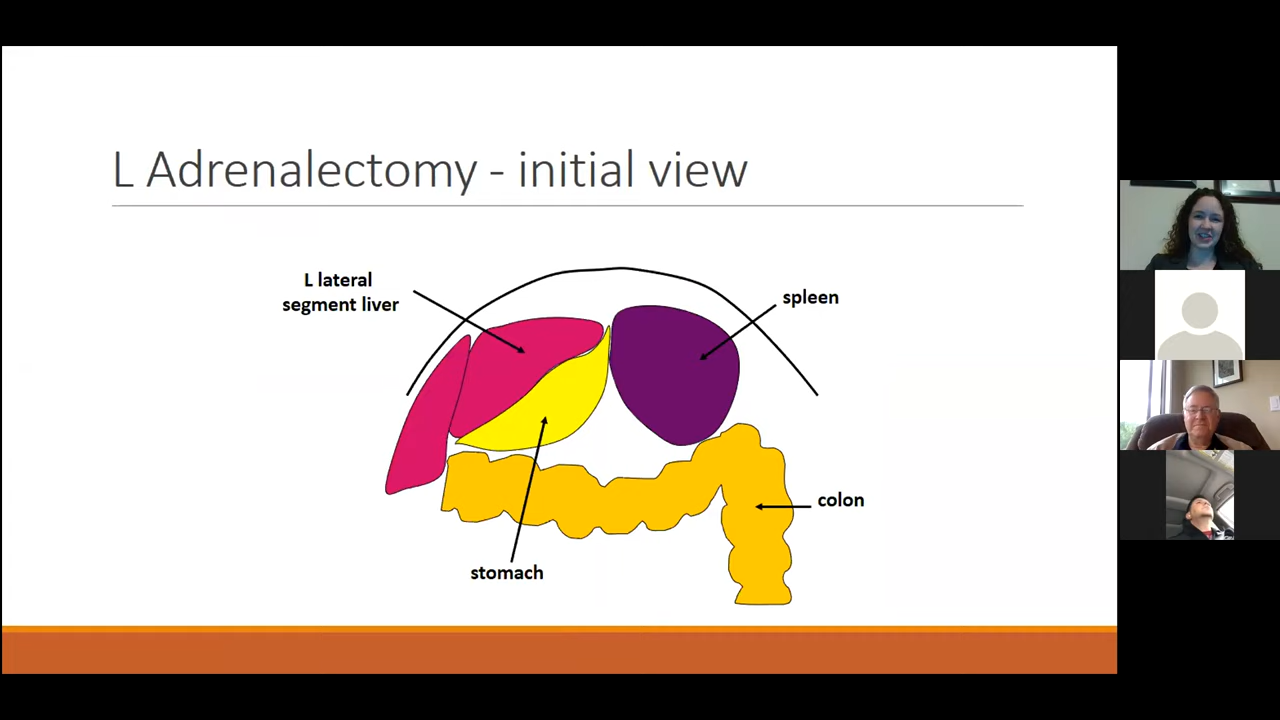 L Adrenalectomy - initial view
L lateral
segment liver
spleen
colon
stomach